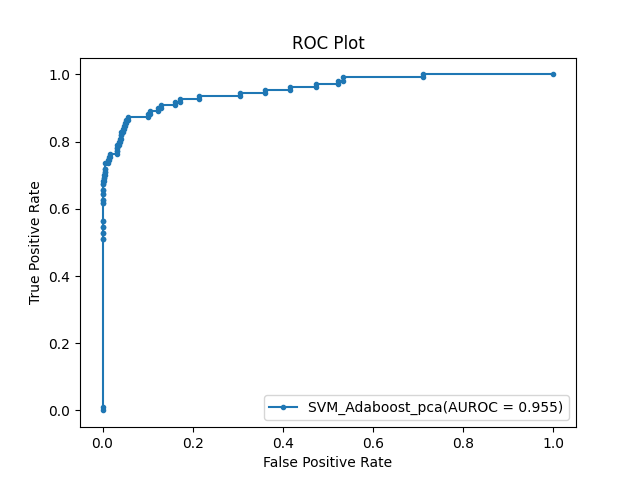 ROC Plot
True Positive Rate
1.0
0.8
0.6
0.4
0.2
0.0
SVM_Adaboost_pca(AUROC = 0.955)
0.0 0.2 0.4 0.6 0.8 1.0
False Positive Rate